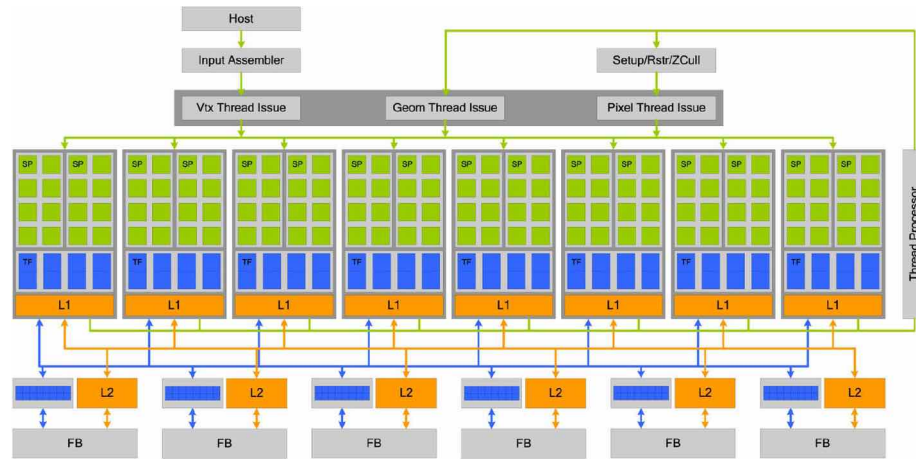 Host
Input Assembler
Setup/Rstr/ZCull
Vtx Thread Issue
Geom Thread Issue
Pixel Thread Issue
SP SP SP SP SP SP SP SP SP SP SP SP SP SP SP SP
Thread Processor
TF TF TF TF TF TF TF TF
L1 L1 L1 L1 L1 L1 L1 L1
L2 L2 L2 L2 L2 L2
FB FB FB FB FB FB